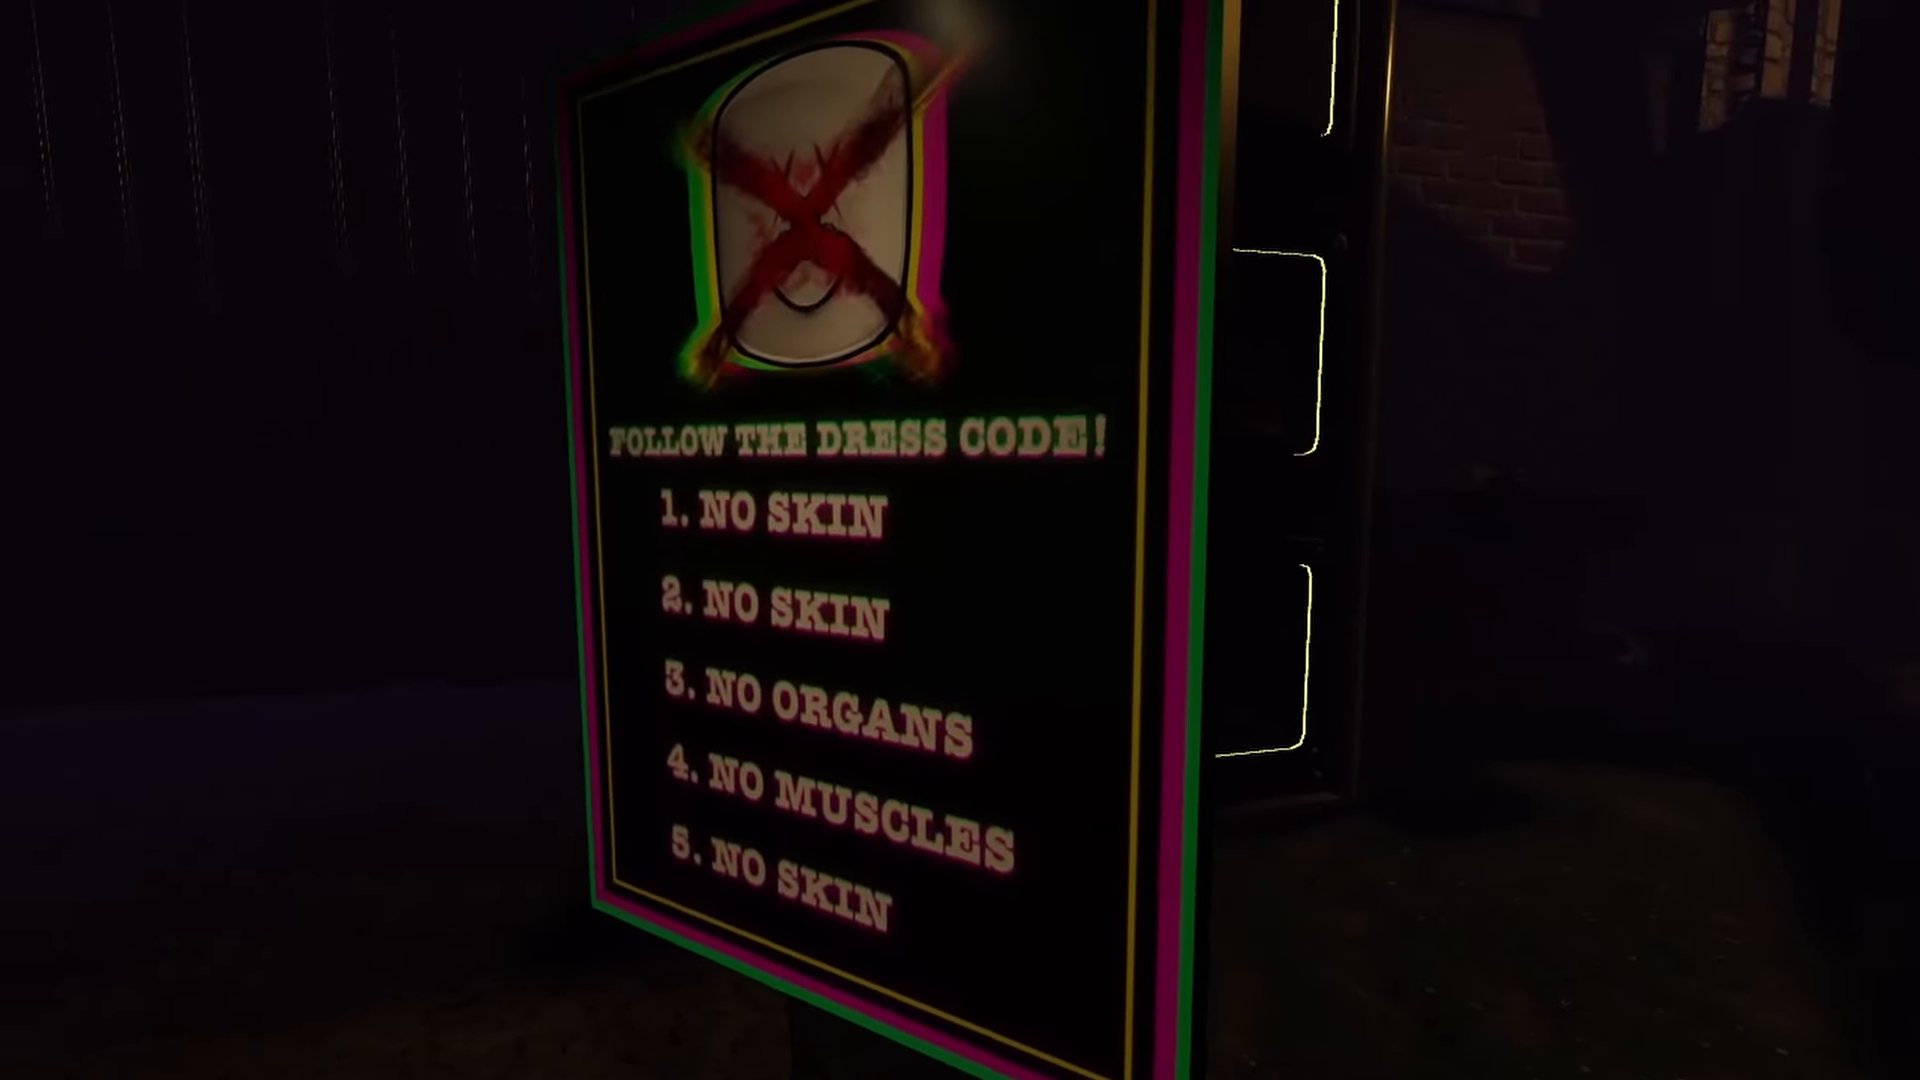 FOLLOW THE DRESS CODE!
1. NO SKIN
2. NO SKIN
3. NO ORGANS
4. NO MUSCLES
5. NO SKIN